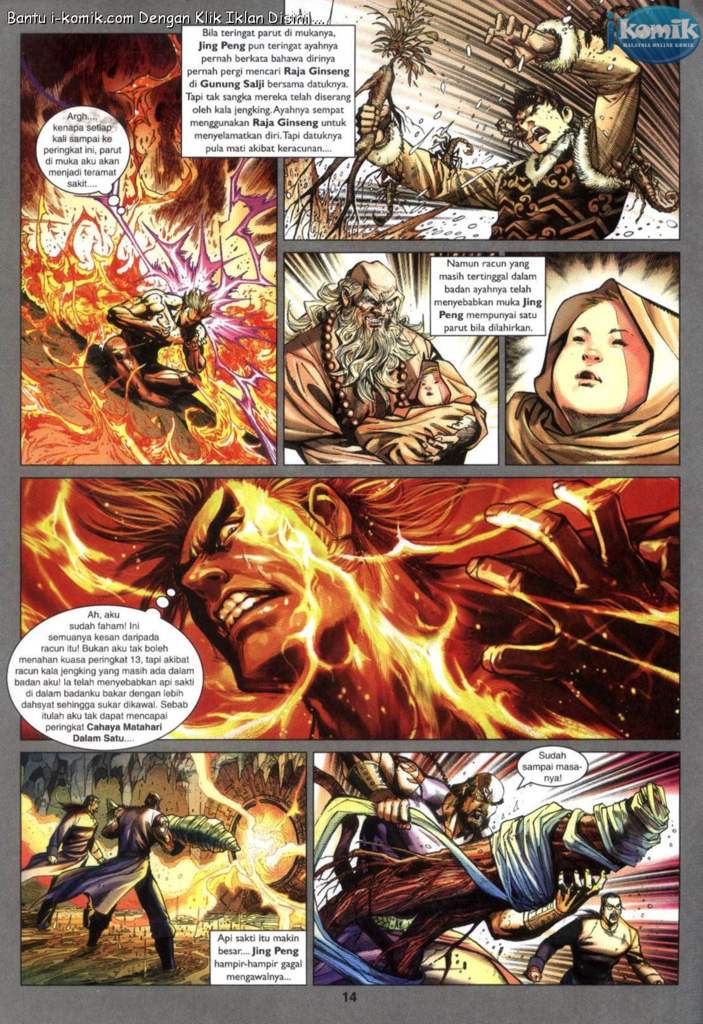 Bantu i-komik.com Dengan Klik Iklan Disini....
ikomik
MALAYSIA ONLINE KOMIK
Bila teringat parut di mukanya,
Jing Peng pun teringat ayahnya
pernah berkata bahawa dirinya
pernah pergi mencari Raja Ginseng
di Gunung Salji bersama datuknya.
Tapi tak sangka mereka telah diserang
oleh kala jengking. Ayahnya sempat
menggunakan Raja Ginseng untuk
menyelamatkan diri. Tapi datuknya
pula mati akibat keracunan....
Argh....
kenapa setiap
kali sampai ke
peringkat ini, parut
di muka aku akan
menjadi teramat
sakit....
Namun racun yang
masih tertinggal dalam
badan ayahnya telah
menyebabkan muka Jing
Peng mempunyai satu
parut bila dilahirkan.
Ah, aku
sudah faham! Ini
semuanya kesan daripada
racun itu! Bukan aku tak boleh
menahan kuasa peringkat 13, tapi akibat
racun kala jengking yang masih ada dalam
badan aku! Ia telah menyebabkan api sakti
di dalam badanku bakar dengan lebih
dahsyat sehingga sukar dikawal. Sebab
itulah aku tak dapat mencapai
peringkat Cahaya Matahari
Dalam Satu....
Api sakti itu makin
besar.... Jing Peng
hampir-hampir gagal
mengawalnya...
Sudah
sampai masa-
nya!
14